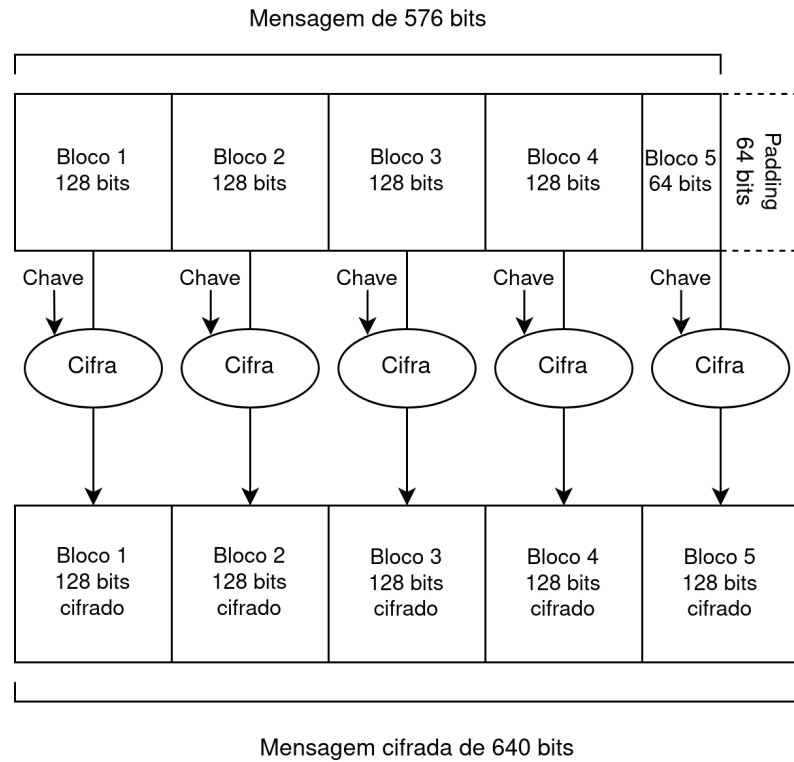 Mensagem de 576 bits
Bloco 1
128 bits
Bloco 2
128 bits
Bloco 3
128 bits
Bloco 4
128 bits
Bloco 5
64 bits
Padding
64 bits
Chave
Chave
Chave
Chave
Chave
Cifra
Cifra
Cifra
Cifra
Cifra
Bloco 1
128 bits
cifrado
Bloco 2
128 bits
cifrado
Bloco 3
128 bits
cifrado
Bloco 4
128 bits
cifrado
Bloco 5
128 bits
cifrado
Mensagem cifrada de 640 bits